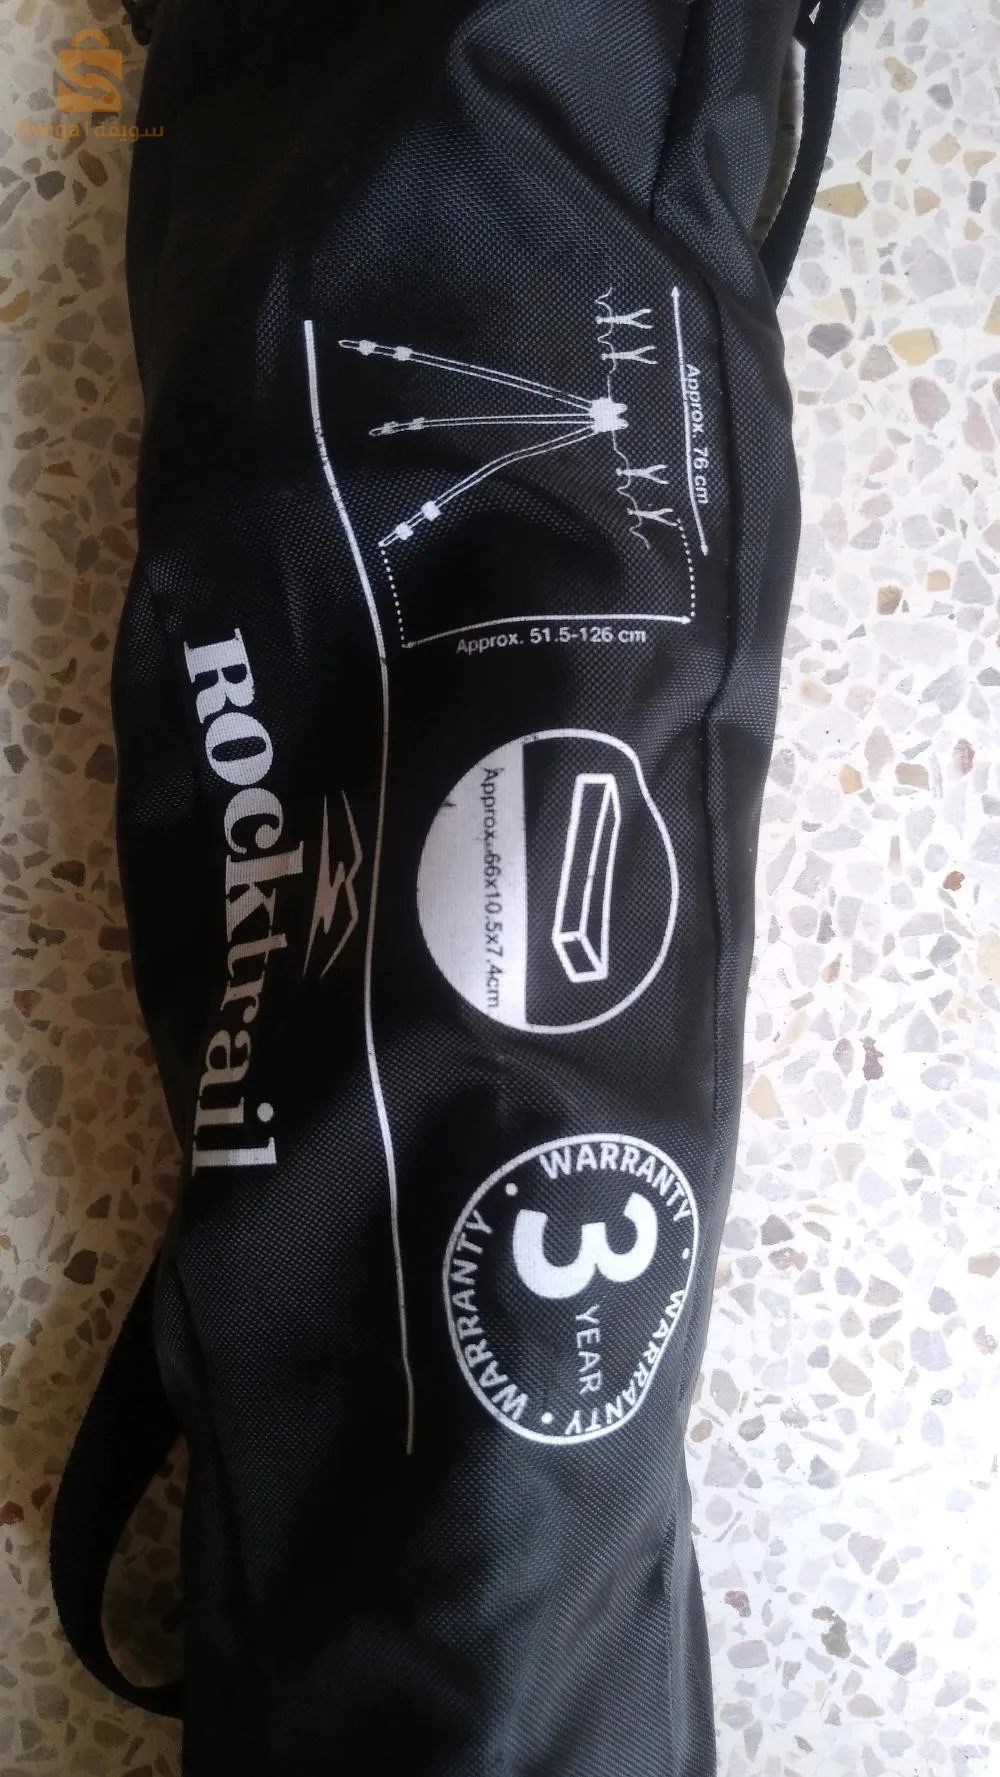 Swiqa سويقة
Approx. 76 cm
Approx. 51.5-126 cm
Rocktrail
Approx. 66x10.5x7.4cm
WARRANTY • WARRANTY • WARRANTY •
3
YEAR